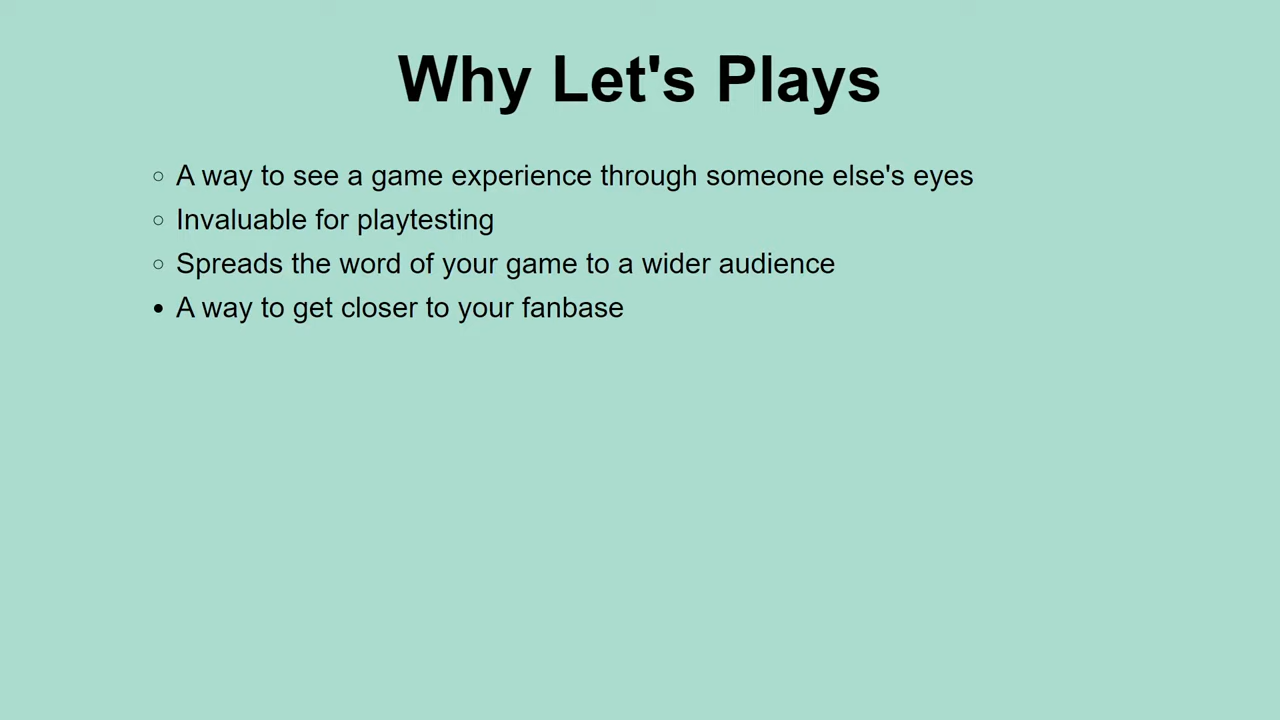 Why Let's Plays
◦ A way to see a game experience through someone else's eyes
◦ Invaluable for playtesting
◦ Spreads the word of your game to a wider audience
• A way to get closer to your fanbase